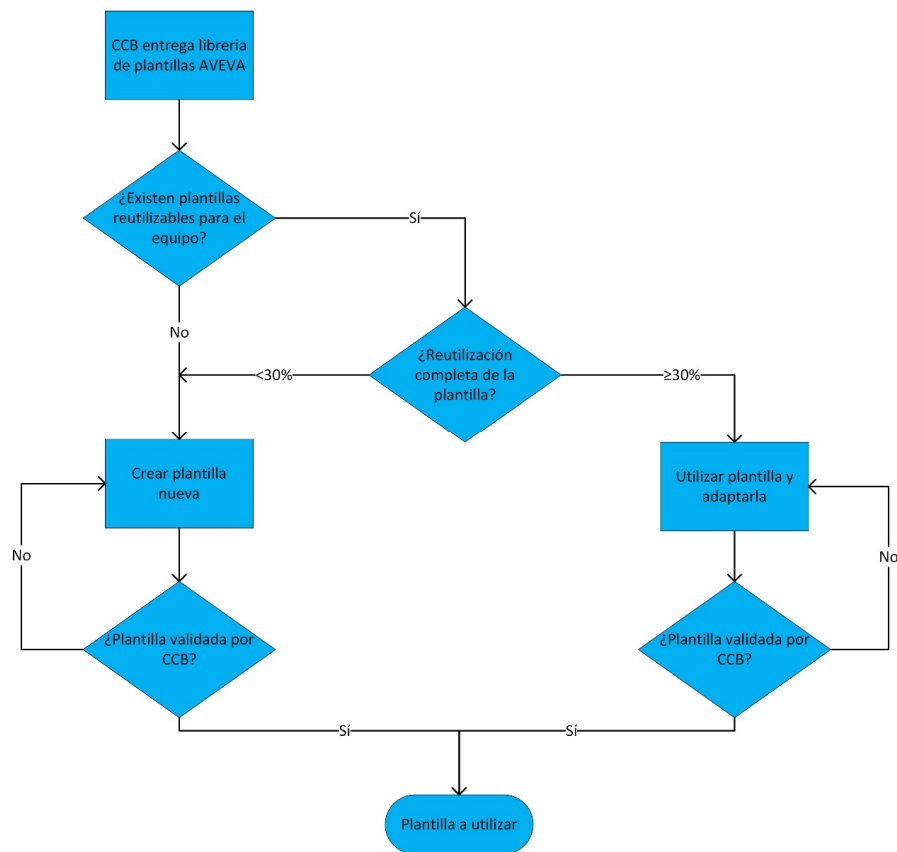 CCB entrega libreria
de plantillas AVEVA
¿Existen plantillas
reutilizables para el
equipo?
Sí
No
¿Reutilización
completa de la
plantilla?
<30%
≥30%
Crear plantilla
nueva
Utilizar plantilla y
adaptarla
No
No
¿Plantilla validada por
CCB?
¿Plantilla validada por
CCB?
Sí
Sí
Plantilla a utilizar